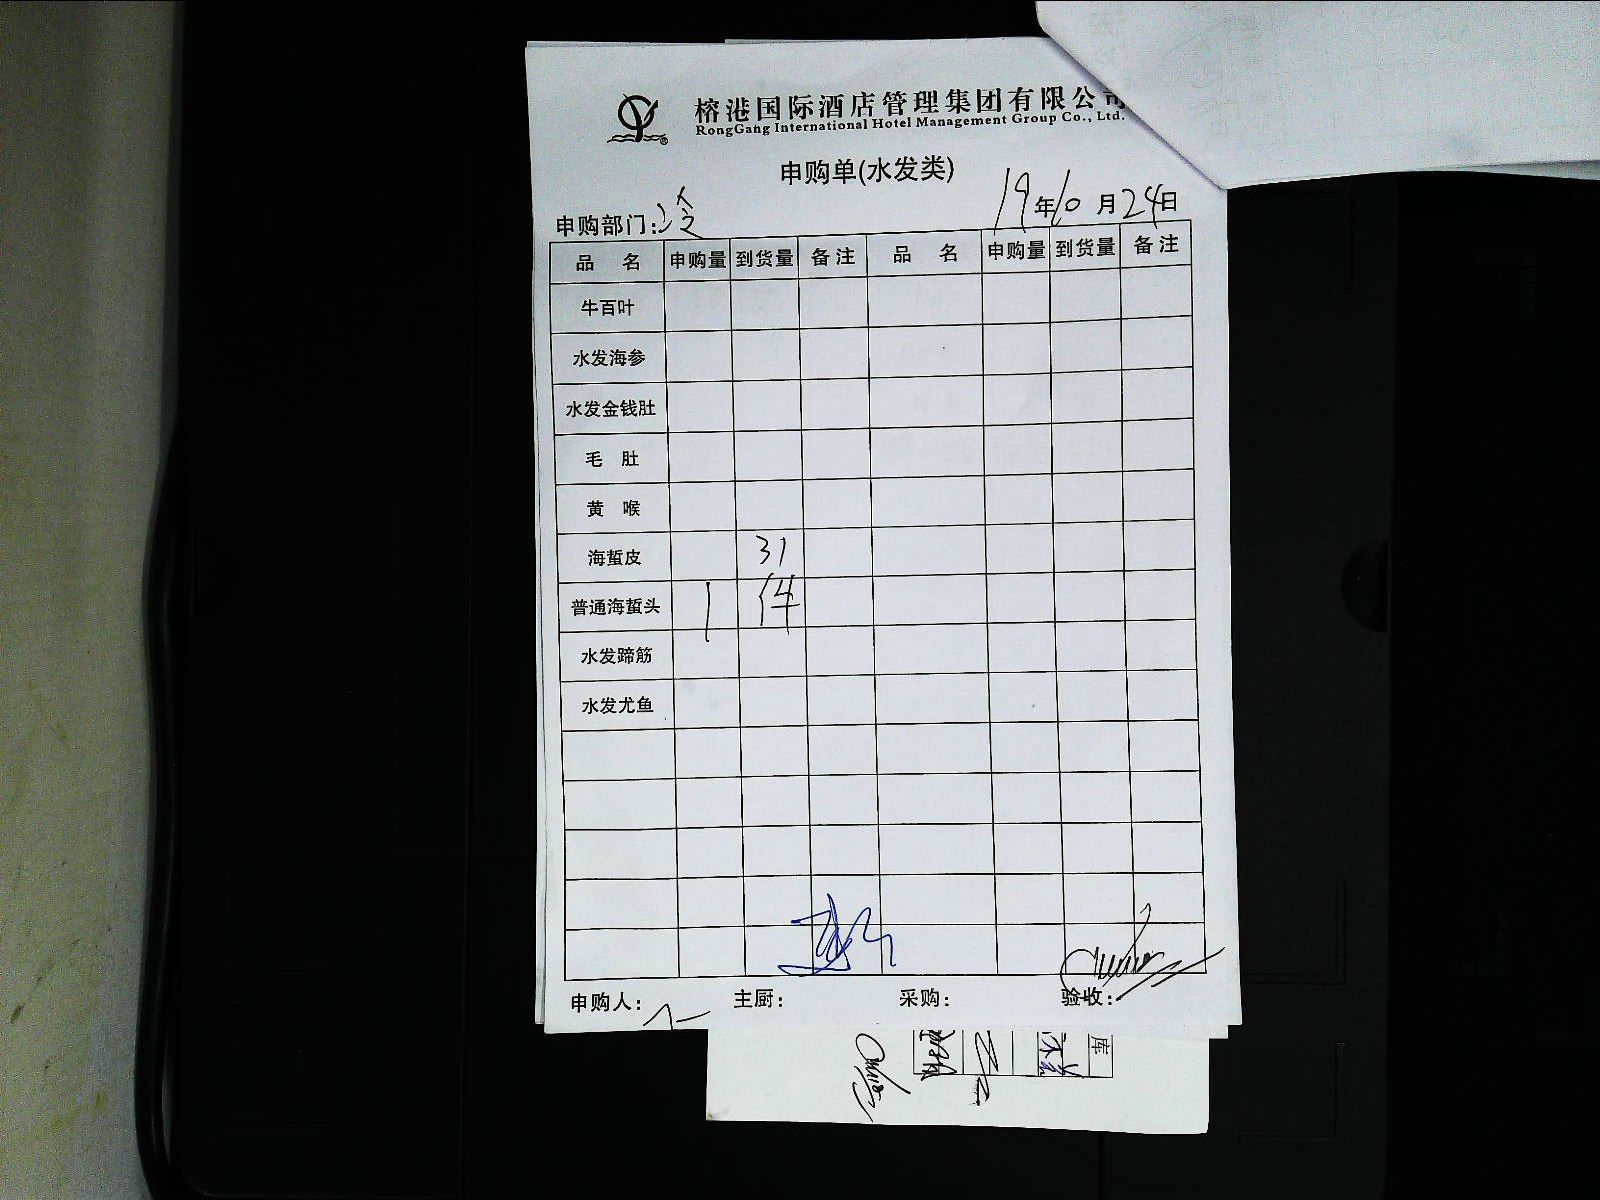 榕港国际酒店管理集团有限公司
RongGang International Hotel Management Group Co., Ltd.
申购单(水发类)
申购部门: 冷 19年10月24日
品 名 申购量 到货量 备注 品 名 申购量 到货量 备注
牛百叶
水发海参
水发金钱肚
毛 肚
黄 喉
海蜇皮 31
普通海蜇头 1 件
水发蹄筋
水发尤鱼
申购人: 主厨: 采购: 验收:
库